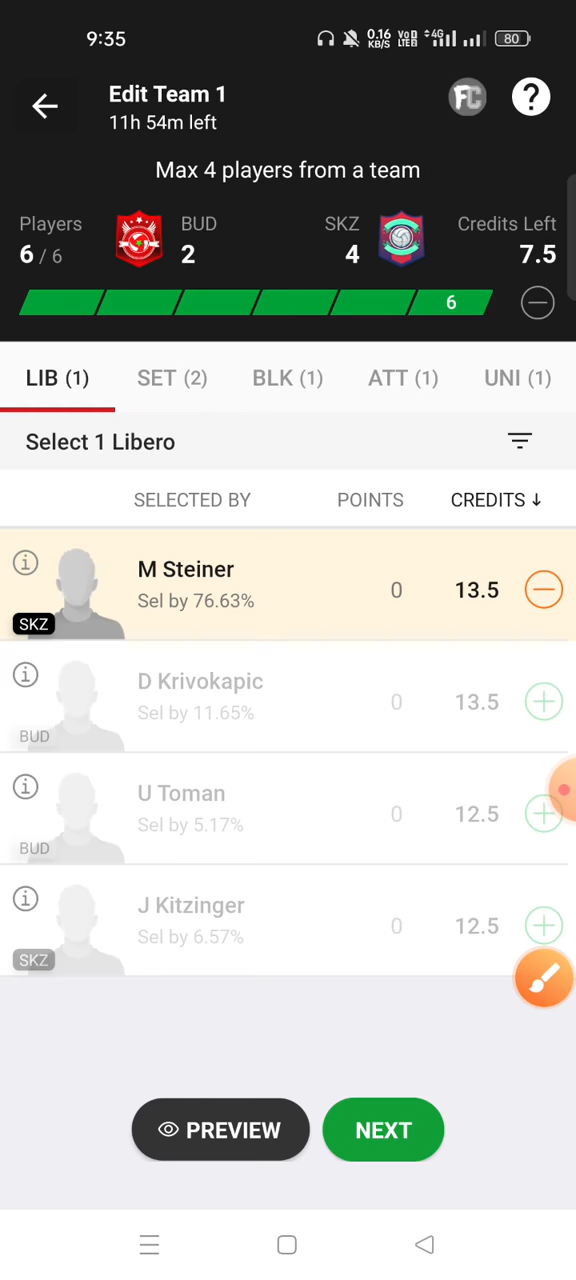 9:35
0.16 KB/S
VoD LTE2
4G
80
Edit Team 1
11h 54m left
FC
?
Max 4 players from a team
Players
6 / 6
BUD
2
SKZ
4
Credits Left
7.5
6
LIB (1)
SET (2)
BLK (1)
ATT (1)
UNI (1)
Select 1 Libero
SELECTED BY
POINTS
CREDITS ↓
M Steiner
Sel by 76.63%
0
13.5
SKZ
D Krivokapic
Sel by 11.65%
0
13.5
BUD
U Toman
Sel by 5.17%
0
12.5
BUD
J Kitzinger
Sel by 6.57%
0
12.5
SKZ
PREVIEW
NEXT